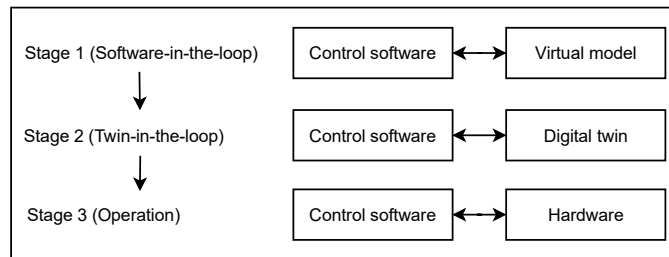 Stage 1 (Software-in-the-loop)
Control software
Virtual model
Stage 2 (Twin-in-the-loop)
Control software
Digital twin
Stage 3 (Operation)
Control software
Hardware